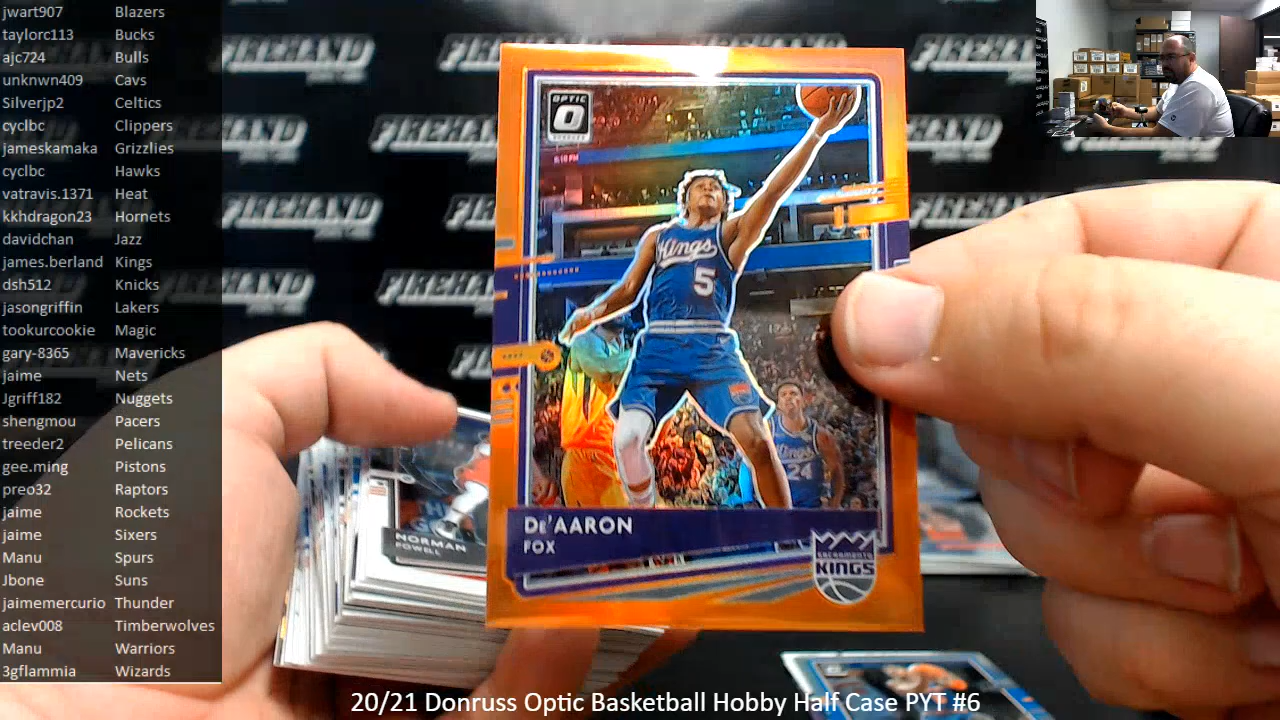 jwart907 Blazers
taylorc113 Bucks
ajc724 Bulls
unknwn409 Cavs
Silverjp2 Celtics
cyclbc Clippers
jameskamaka Grizzlies
cyclbc Hawks
vatravis.1371 Heat
kkhdragon23 Hornets
davidchan Jazz
james.berland Kings
dsh512 Knicks
jasongriffin Lakers
tookurcookie Magic
gary-8365 Mavericks
jaime Nets
Jgriff182 Nuggets
shengmou Pacers
treeder2 Pelicans
gee.ming Pistons
preo32 Raptors
jaime Rockets
jaime Sixers
Manu Spurs
Jbone Suns
jaimemercurio Thunder
aclev008 Timberwolves
Manu Warriors
3gflammia Wizards
FIREHAND
OPTIC
Kings
5
Kings
24
DE'AARON
FOX
SACRAMENTO
KINGS
NORMAN
POWELL
20/21 Donruss Optic Basketball Hobby Half Case PYT #6